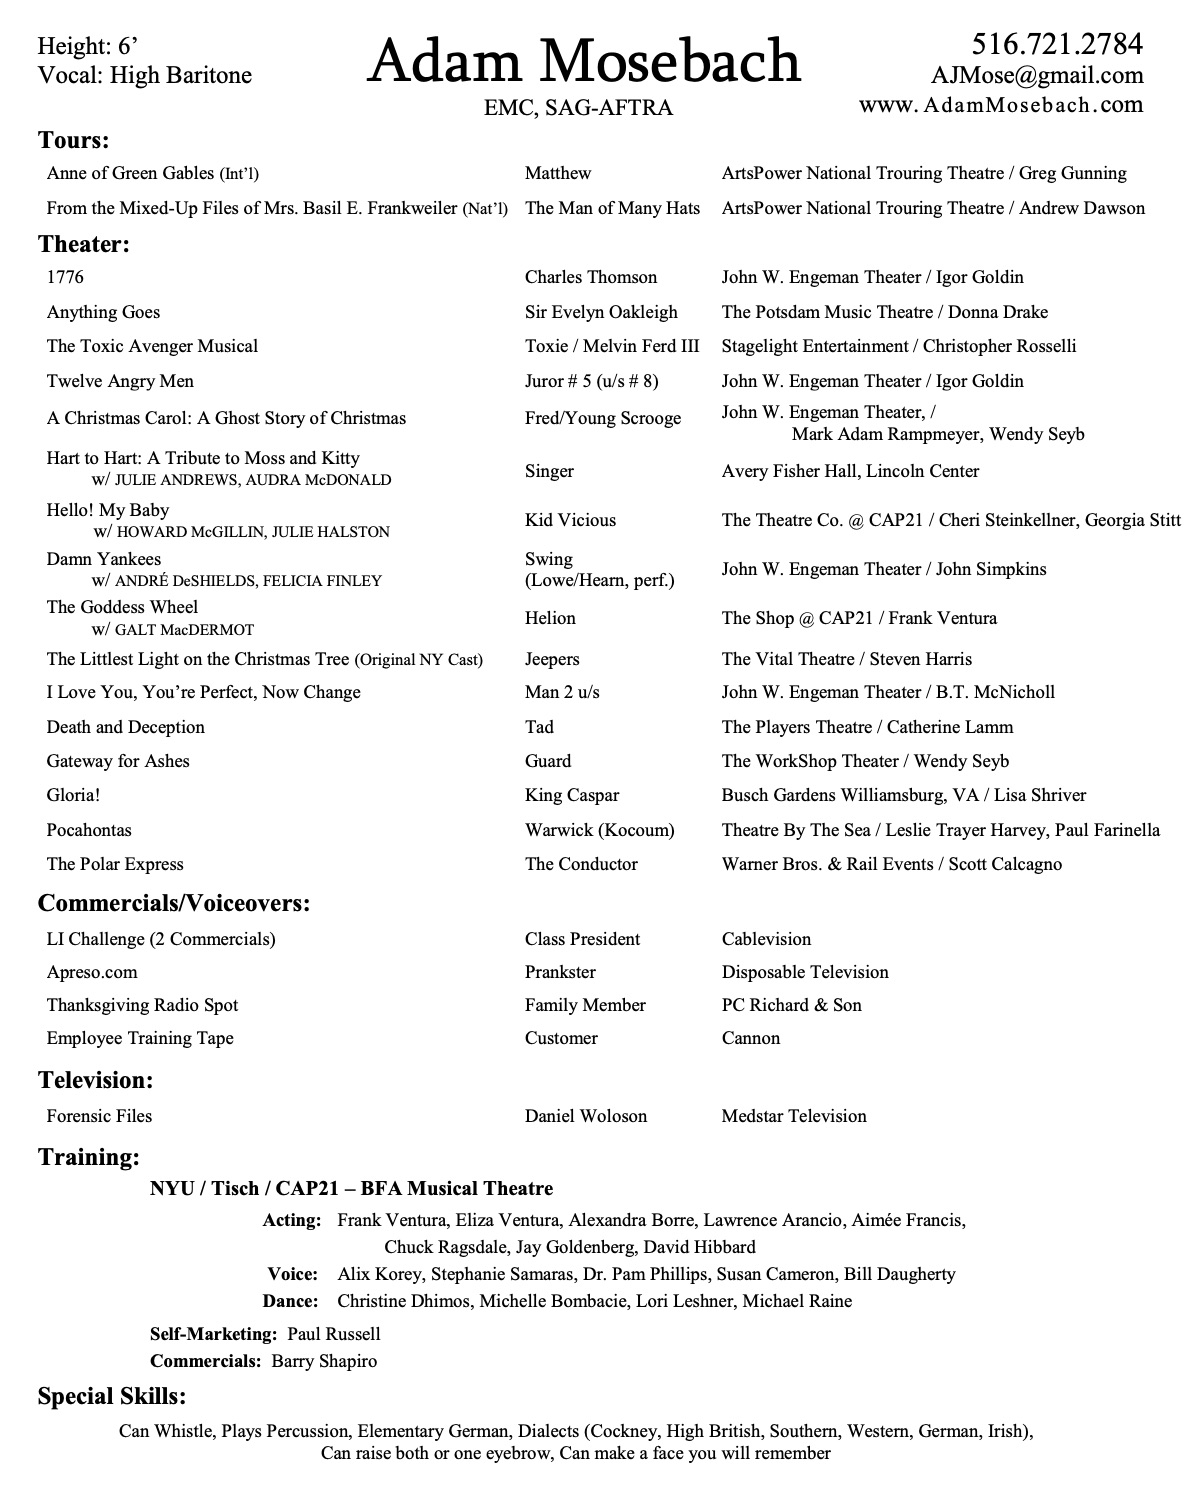 Height: 6’
Vocal: High Baritone
Adam Mosebach
EMC, SAG-AFTRA
516.721.2784
AJMose@gmail.com
www.AdamMosebach.com
Tours:
Anne of Green Gables (Int’l) Matthew ArtsPower National Trouring Theatre / Greg Gunning
From the Mixed-Up Files of Mrs. Basil E. Frankweiler (Nat’l) The Man of Many Hats ArtsPower National Trouring Theatre / Andrew Dawson
Theater:
1776 Charles Thomson John W. Engeman Theater / Igor Goldin
Anything Goes Sir Evelyn Oakleigh The Potsdam Music Theatre / Donna Drake
The Toxic Avenger Musical Toxie / Melvin Ferd III Stagelight Entertainment / Christopher Rosselli
Twelve Angry Men Juror # 5 (u/s # 8) John W. Engeman Theater / Igor Goldin
A Christmas Carol: A Ghost Story of Christmas Fred/Young Scrooge John W. Engeman Theater, /
Mark Adam Rampmeyer, Wendy Seyb
Hart to Hart: A Tribute to Moss and Kitty
w/ JULIE ANDREWS, AUDRA McDONALD
Singer Avery Fisher Hall, Lincoln Center
Hello! My Baby
w/ HOWARD McGILLIN, JULIE HALSTON
Kid Vicious The Theatre Co. @ CAP21 / Cheri Steinkellner, Georgia Stitt
Damn Yankees
w/ ANDRÉ DeSHIELDS, FELICIA FINLEY
Swing
(Lowe/Hearn, perf.)
John W. Engeman Theater / John Simpkins
The Goddess Wheel
w/ GALT MacDERMOT
Helion The Shop @ CAP21 / Frank Ventura
The Littlest Light on the Christmas Tree (Original NY Cast) Jeepers The Vital Theatre / Steven Harris
I Love You, You’re Perfect, Now Change Man 2 u/s John W. Engeman Theater / B.T. McNicholl
Death and Deception Tad The Players Theatre / Catherine Lamm
Gateway for Ashes Guard The WorkShop Theater / Wendy Seyb
Gloria! King Caspar Busch Gardens Williamsburg, VA / Lisa Shriver
Pocahontas Warwick (Kocoum) Theatre By The Sea / Leslie Trayer Harvey, Paul Farinella
The Polar Express The Conductor Warner Bros. & Rail Events / Scott Calcagno
Commercials/Voiceovers:
LI Challenge (2 Commercials) Class President Cablevision
Apreso.com Prankster Disposable Television
Thanksgiving Radio Spot Family Member PC Richard & Son
Employee Training Tape Customer Cannon
Television:
Forensic Files Daniel Woloson Medstar Television
Training:
NYU / Tisch / CAP21 – BFA Musical Theatre
Acting: Frank Ventura, Eliza Ventura, Alexandra Borre, Lawrence Arancio, Aimée Francis,
Chuck Ragsdale, Jay Goldenberg, David Hibbard
Voice: Alix Korey, Stephanie Samaras, Dr. Pam Phillips, Susan Cameron, Bill Daugherty
Dance: Christine Dhimos, Michelle Bombacie, Lori Leshner, Michael Raine
Self-Marketing: Paul Russell
Commercials: Barry Shapiro
Special Skills:
Can Whistle, Plays Percussion, Elementary German, Dialects (Cockney, High British, Southern, Western, German, Irish),
Can raise both or one eyebrow, Can make a face you will remember